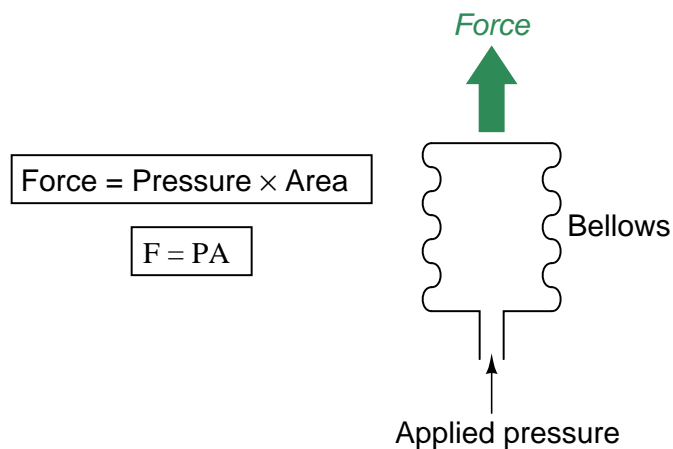 Force
Force = Pressure × Area
F = PA
Bellows
Applied pressure